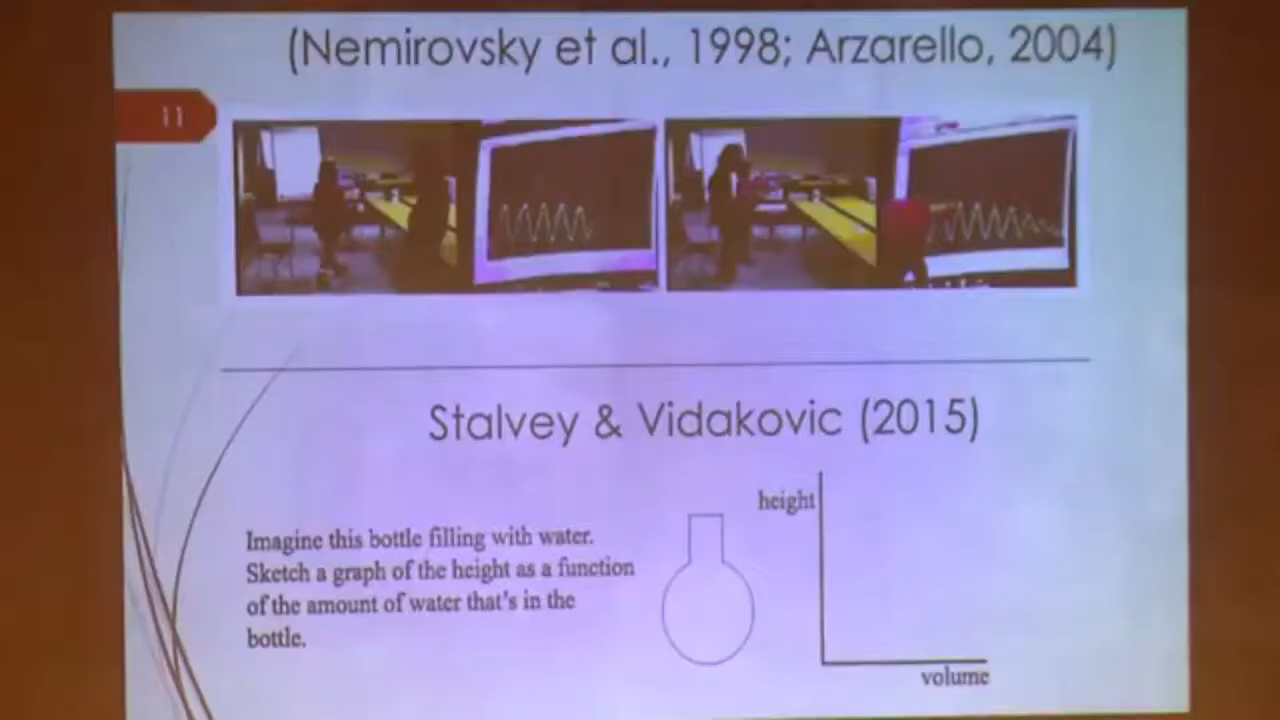 (Nemirovsky et al., 1998; Arzarello, 2004)
11
Stalvey & Vidakovic (2015)
Imagine this bottle filling with water.
Sketch a graph of the height as a function
of the amount of water that's in the
bottle.
height
volume